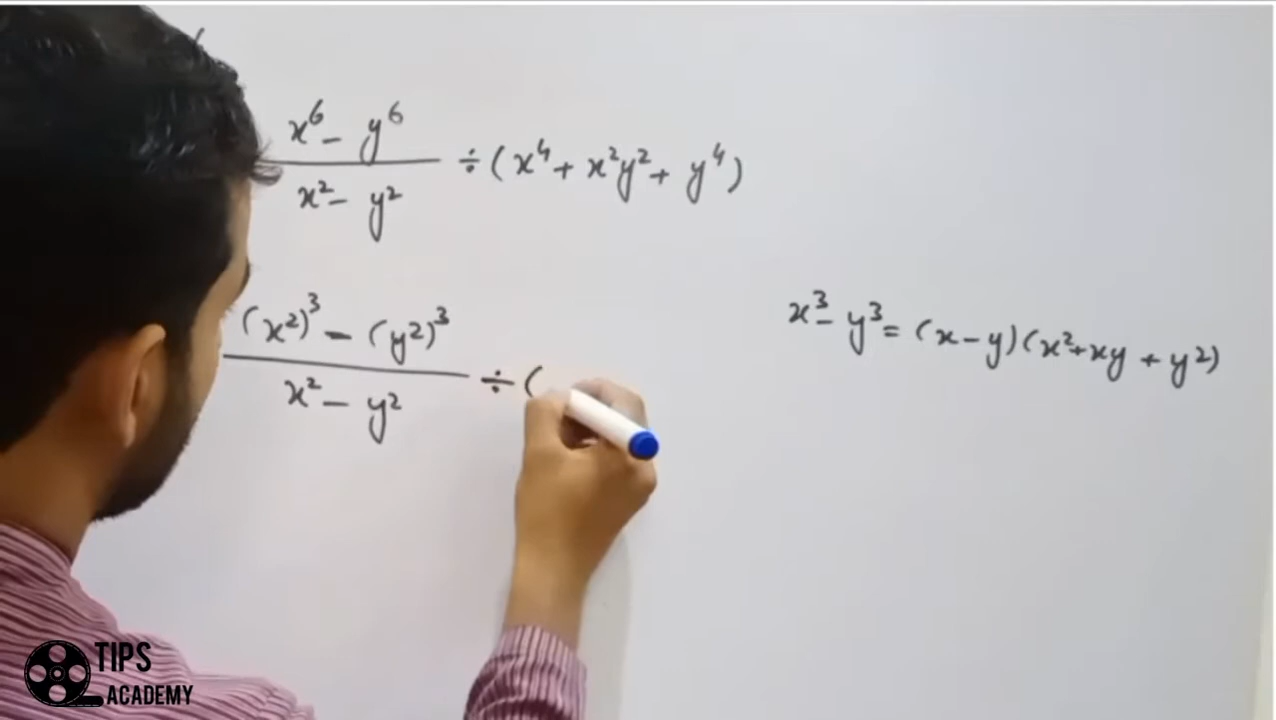 x⁶ - y⁶
x² - y²
÷ (x⁴ + x²y² + y⁴)
(x²)³ - (y²)³
x² - y²
÷ (
x³ - y³ = (x - y)(x² + xy + y²)
TIPS
ACADEMY